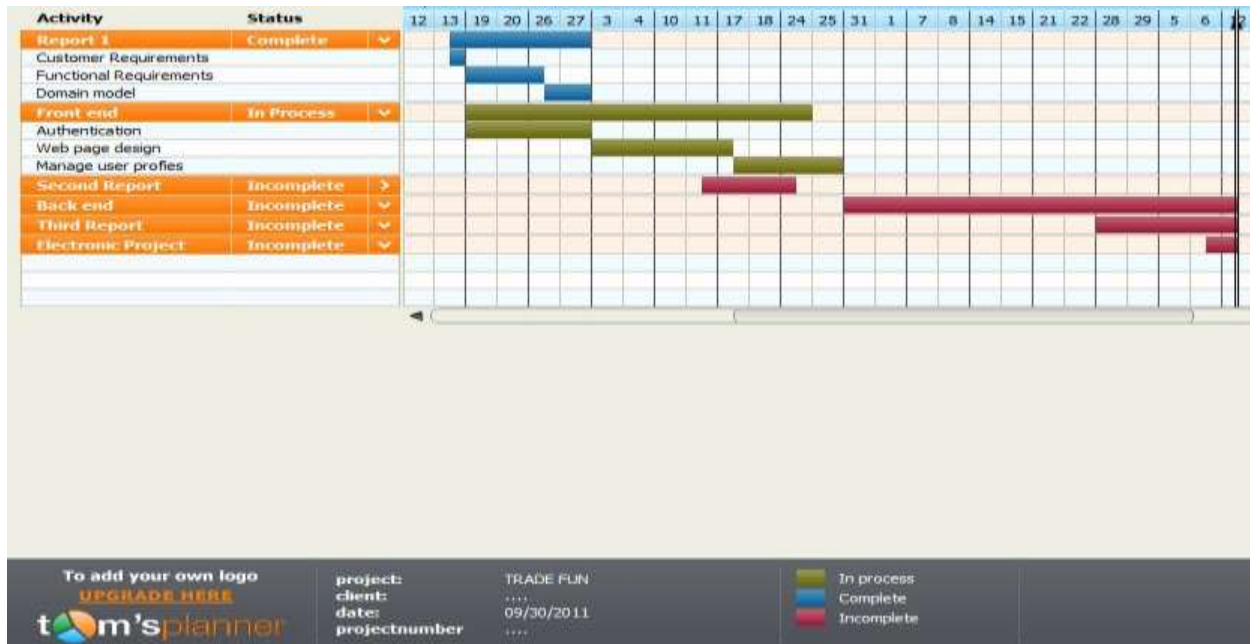 Activity Status 12 13 19 20 26 27 3 4 10 11 17 18 24 25 31 1 7 8 14 15 21 22 28 29 5 6 12
Report 1 Complete
Customer Requirements
Functional Requirements
Domain model
Front end In Process
Authentication
Web page design
Manage user profies
Second Report Incomplete
Back end Incomplete
Third Report Incomplete
Electronic Project Incomplete
To add your own logo
UPGRADE HERE
tom's planner
project: TRADE FUN
client: ....
date: 09/30/2011
projectnumber ....
In process
Complete
Incomplete